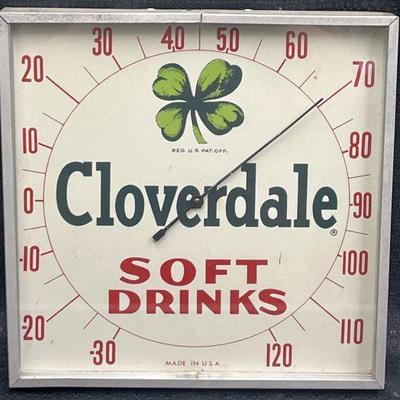 30 40 50 60
20 70
REG. U.S. PAT. OFF.
10 80
Cloverdale®
0 90
-10 100
SOFT
DRINKS
-20 110
-30 120
MADE IN U.S.A.